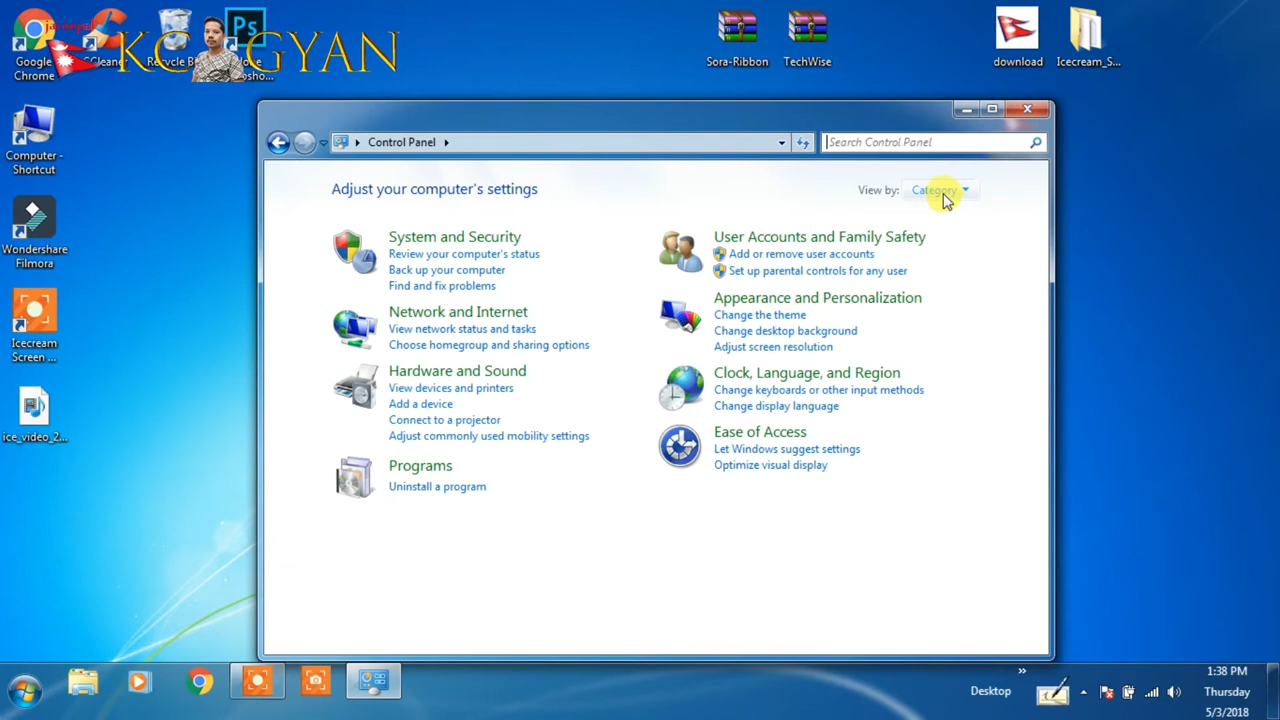 KC GYAN
Google
Chrome
CCleaner
Ps
Sora-Ribbon
TechWise
download
Icecream_S...
Computer -
Shortcut
Wondershare
Filmora
Icecream
Screen ...
ice_video_2...
Control Panel
Search Control Panel
Adjust your computer's settings
View by: Category
System and Security
Review your computer's status
Back up your computer
Find and fix problems
Network and Internet
View network status and tasks
Choose homegroup and sharing options
Hardware and Sound
View devices and printers
Add a device
Connect to a projector
Adjust commonly used mobility settings
Programs
Uninstall a program
User Accounts and Family Safety
Add or remove user accounts
Set up parental controls for any user
Appearance and Personalization
Change the theme
Change desktop background
Adjust screen resolution
Clock, Language, and Region
Change keyboards or other input methods
Change display language
Ease of Access
Let Windows suggest settings
Optimize visual display
Desktop
1:38 PM
Thursday
5/3/2018